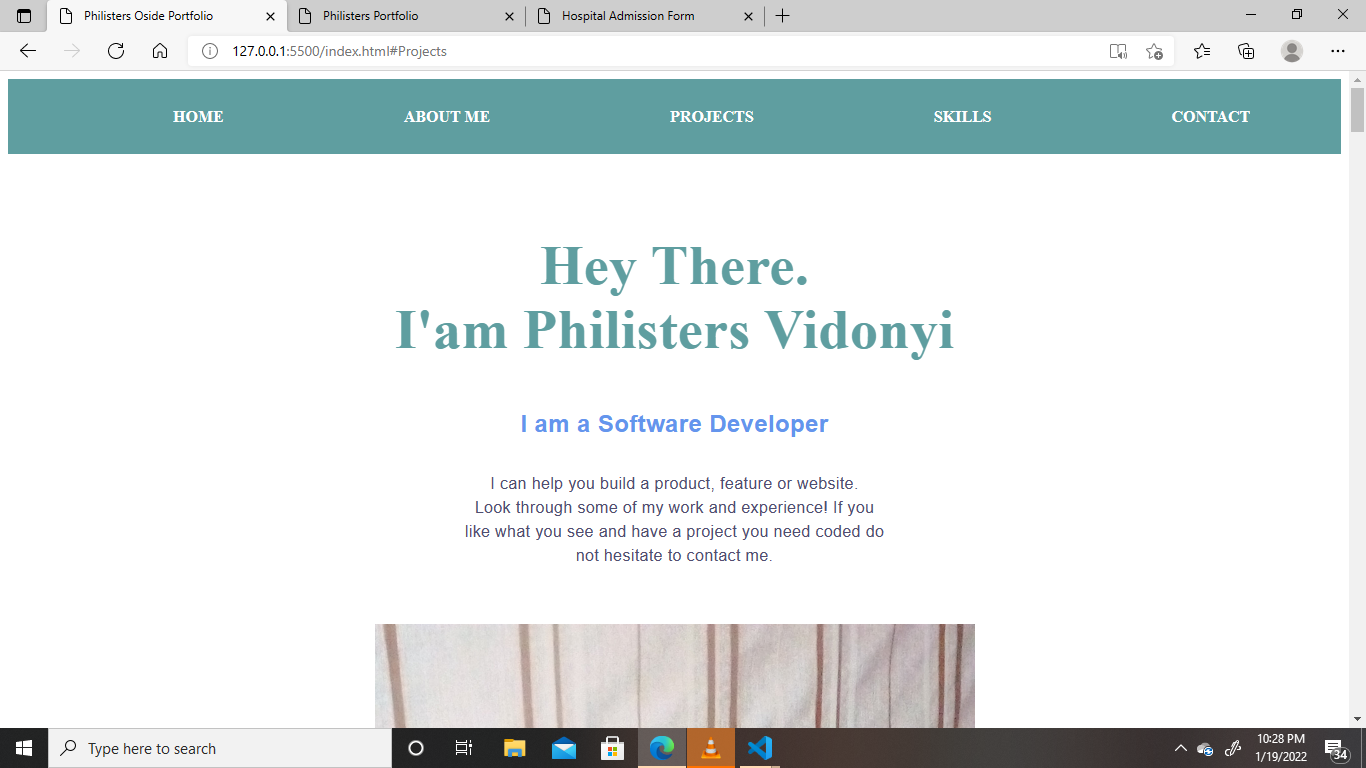 Philisters Oside Portfolio
Philisters Portfolio
Hospital Admission Form
127.0.0.1:5500/index.html#Projects
HOME ABOUT ME PROJECTS SKILLS CONTACT
Hey There.
I'am Philisters Vidonyi
I am a Software Developer
I can help you build a product, feature or website.
Look through some of my work and experience! If you
like what you see and have a project you need coded do
not hesitate to contact me.
Type here to search
10:28 PM
1/19/2022
34